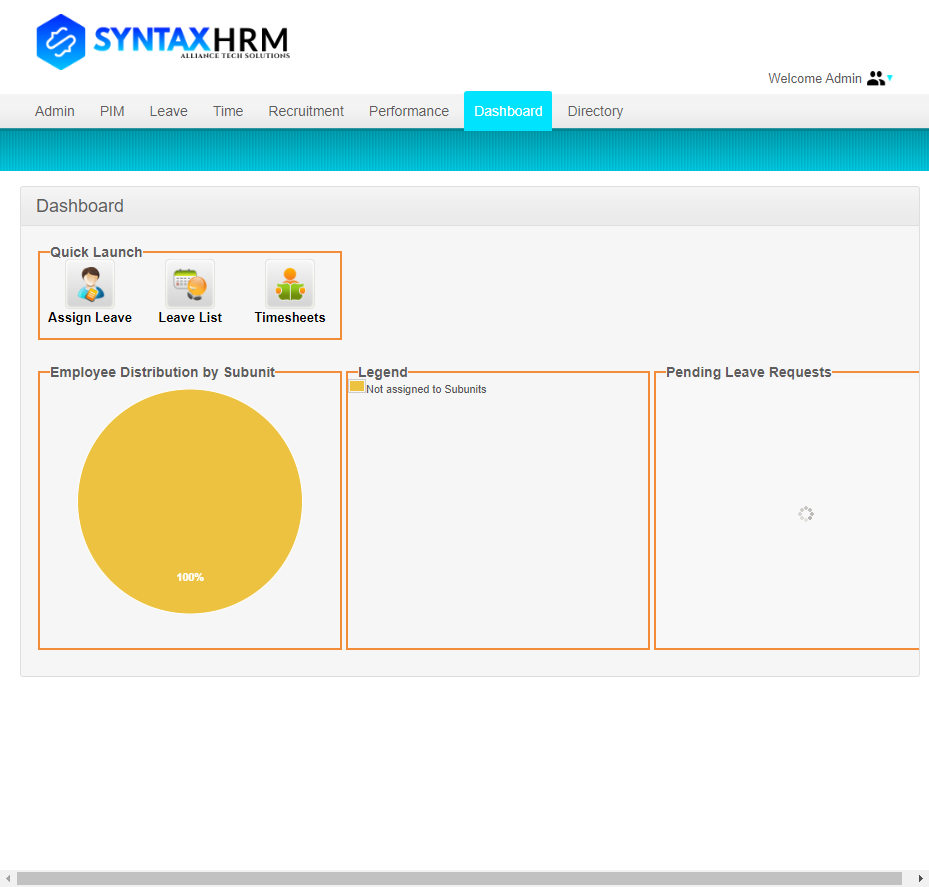 SYNTAXHRM
ALLIANCE TECH SOLUTIONS
Welcome Admin
Admin PIM Leave Time Recruitment Performance Dashboard Directory
Dashboard
Quick Launch
Assign Leave Leave List Timesheets
Employee Distribution by Subunit
100%
Legend
Not assigned to Subunits
Pending Leave Requests